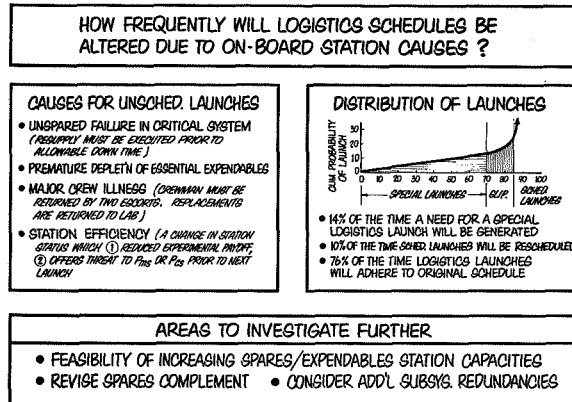 HOW FREQUENTLY WILL LOGISTICS SCHEDULES BE
ALTERED DUE TO ON-BOARD STATION CAUSES ?
CAUSES FOR UNSCHED. LAUNCHES
• UNSPARED FAILURE IN CRITICAL SYSTEM
(RESUPPLY MUST BE EXECUTED PRIOR TO
ALLOWABLE DOWN TIME)
• PREMATURE DEPLET'N OF ESSENTIAL EXPENDABLES
• MAJOR CREW ILLNESS (CREWMAN MUST BE
RETURNED BY TWO ESCORTS. REPLACEMENTS
ARE RETURNED TO LAB)
• STATION EFFICIENCY (A CHANGE IN STATION
STATUS WHICH ① REDUCED EXPERIMENTAL PAYOFF,
② OFFERS THREAT TO PMS OR PCS PRIOR TO NEXT
LAUNCH
DISTRIBUTION OF LAUNCHES
CUM. PROBABILITY
OF LAUNCH
30
20
10
0
0 10 20 30 40 50 60 70 80 90 100
SPECIAL LAUNCHES
SLIP.
SCHED.
LAUNCHES
• 14% OF THE TIME A NEED FOR A SPECIAL
LOGISTICS LAUNCH WILL BE GENERATED
• 10% OF THE TIME SCHED. LAUNCHES WILL BE RESCHEDULED
• 76% OF THE TIME LOGISTICS LAUNCHES
WILL ADHERE TO ORIGINAL SCHEDULE
AREAS TO INVESTIGATE FURTHER
• FEASIBILITY OF INCREASING SPARES/EXPENDABLES STATION CAPACITIES
• REVISE SPARES COMPLEMENT • CONSIDER ADD'L SUBSYS. REDUNDANCIES